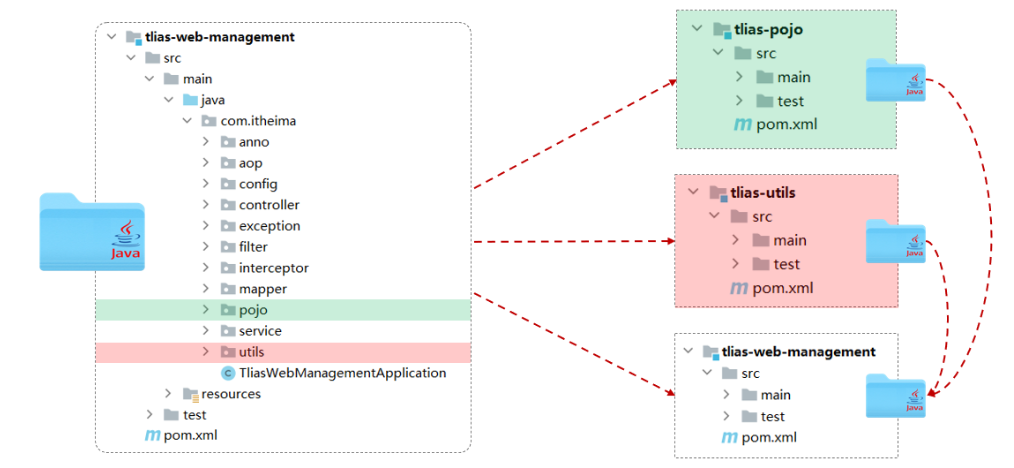 tlias-web-management
src
main
java
com.itheima
anno
aop
config
controller
exception
filter
interceptor
mapper
pojo
service
utils
C TliasWebManagementApplication
resources
test
m pom.xml
Java
tlias-pojo
src
main
test
m pom.xml
Java
tlias-utils
src
main
test
m pom.xml
Java
tlias-web-management
src
main
test
m pom.xml
Java